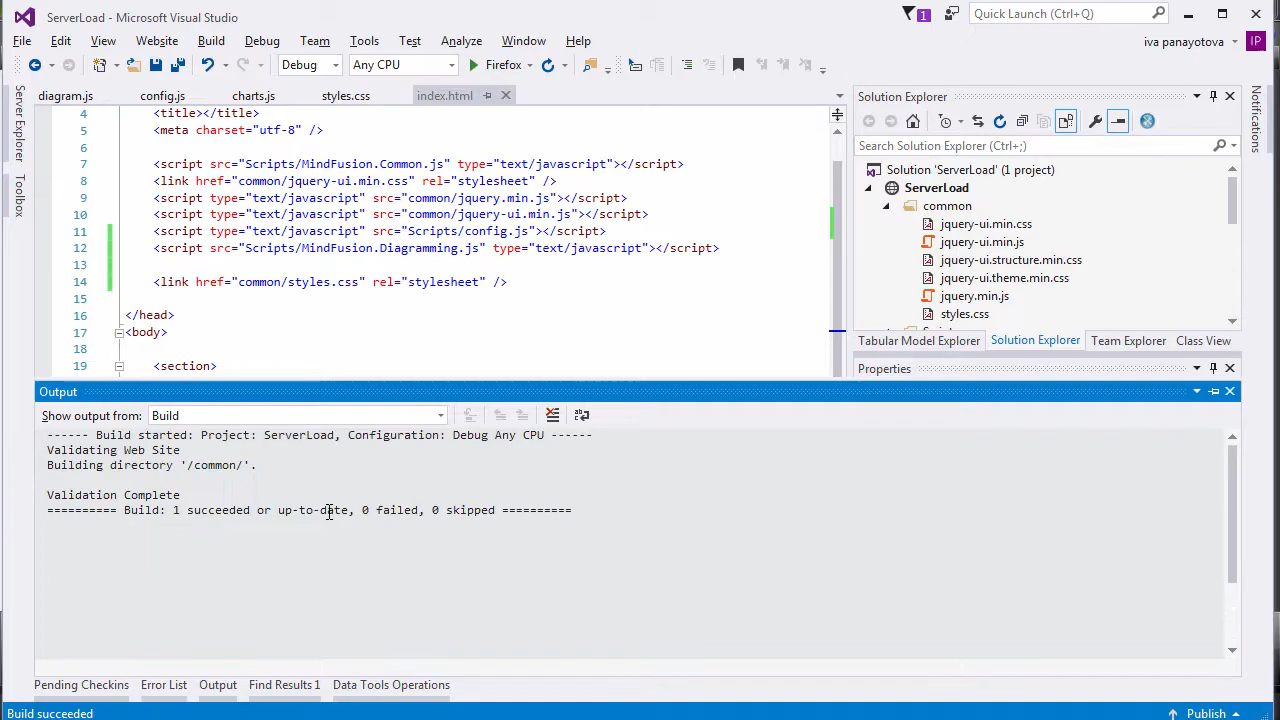 ServerLoad - Microsoft Visual Studio
1
Quick Launch (Ctrl+Q)
File Edit View Website Build Debug Team Tools Test Analyze Window Help
iva panayotova IP
Debug Any CPU Firefox
diagram.js config.js charts.js styles.css index.html
4 <title></title>
5 <meta charset="utf-8" />
6
7 <script src="Scripts/MindFusion.Common.js" type="text/javascript"></script>
8 <link href="common/jquery-ui.min.css" rel="stylesheet" />
9 <script type="text/javascript" src="common/jquery.min.js"></script>
10 <script type="text/javascript" src="common/jquery-ui.min.js"></script>
11 <script type="text/javascript" src="Scripts/config.js"></script>
12 <script src="Scripts/MindFusion.Diagramming.js" type="text/javascript"></script>
13
14 <link href="common/styles.css" rel="stylesheet" />
15
16 </head>
17 <body>
18
19 <section>
Server Explorer
Toolbox
Solution Explorer
Search Solution Explorer (Ctrl+;)
Solution 'ServerLoad' (1 project)
ServerLoad
common
jquery-ui.min.css
jquery-ui.min.js
jquery-ui.structure.min.css
jquery-ui.theme.min.css
jquery.min.js
styles.css
Tabular Model Explorer Solution Explorer Team Explorer Class View
Properties
Notifications
Output
Show output from: Build
------ Build started: Project: ServerLoad, Configuration: Debug Any CPU ------
Validating Web Site
Building directory '/common/'.
Validation Complete
========== Build: 1 succeeded or up-to-date, 0 failed, 0 skipped ==========
Pending Checkins Error List Output Find Results 1 Data Tools Operations
Build succeeded
Publish